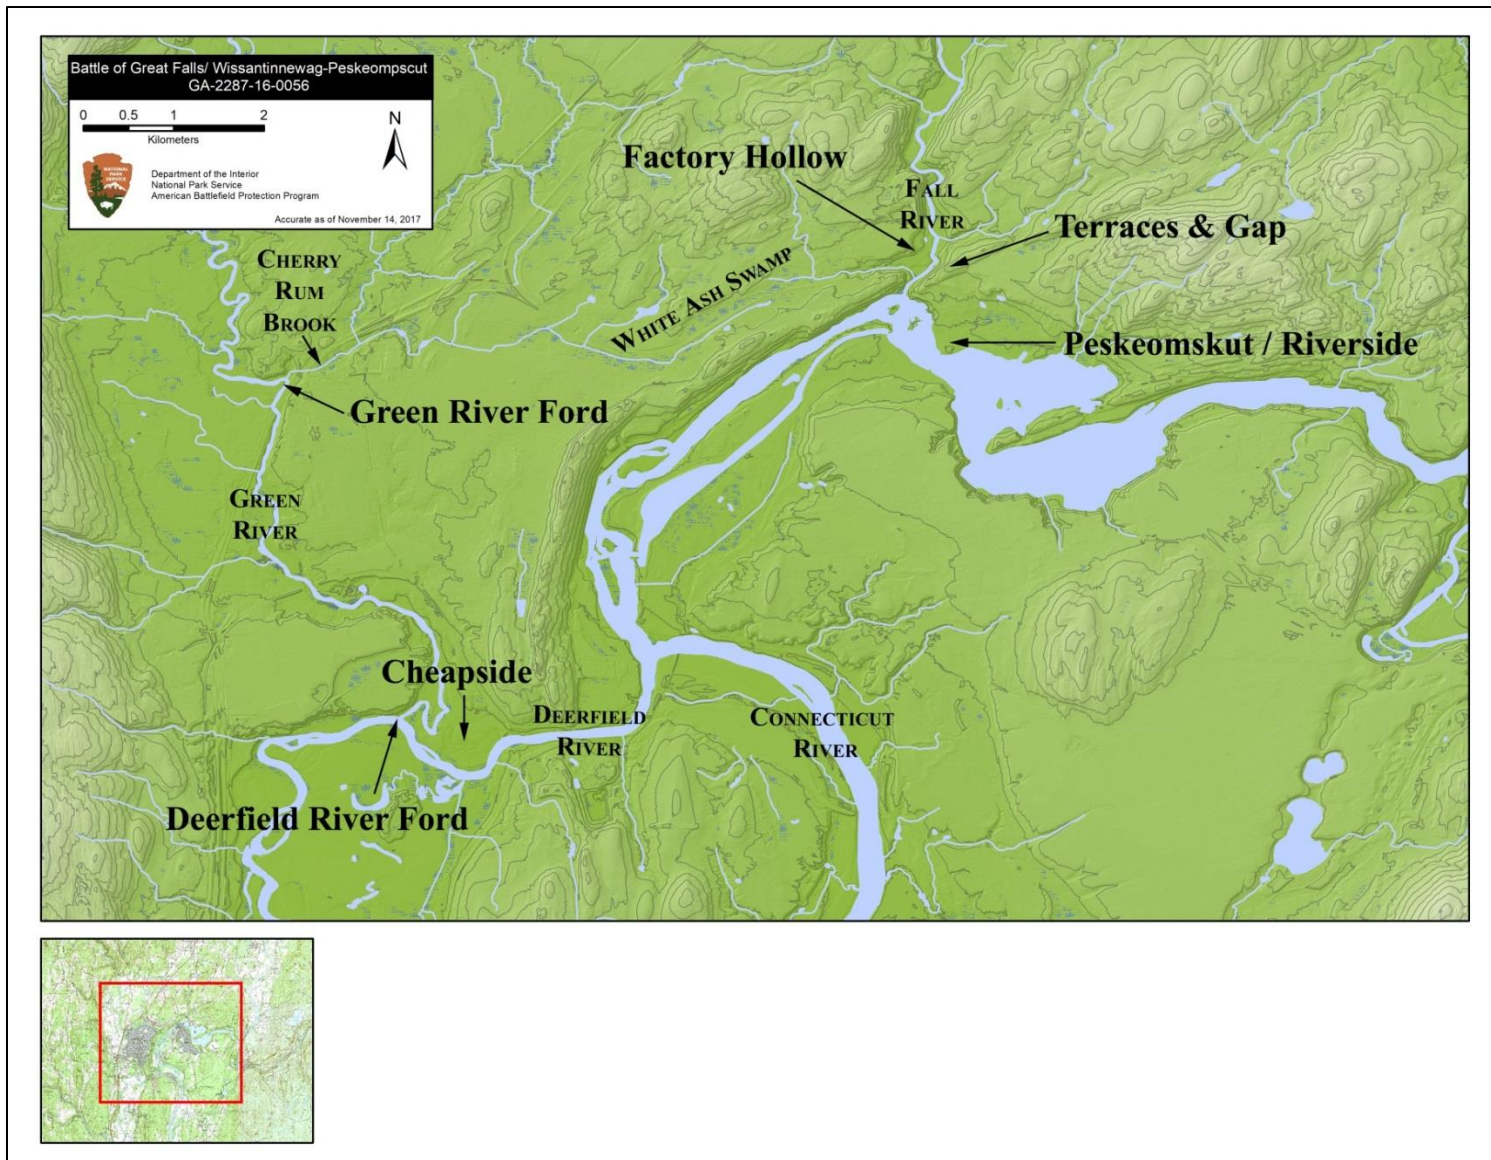 Battle of Great Falls/ Wissantinnewag-Peskeompscut
GA-2287-16-0056
0 0.5 1 2
Kilometers
N
NATIONAL
PARK
SERVICE
Department of the Interior
National Park Service
American Battlefield Protection Program
Accurate as of November 14, 2017
Factory Hollow
FALL
RIVER
Terraces & Gap
CHERRY
RUM
BROOK
WHITE ASH SWAMP
Peskeomskut / Riverside
Green River Ford
GREEN
RIVER
Cheapside
DEERFIELD
RIVER
CONNECTICUT
RIVER
Deerfield River Ford